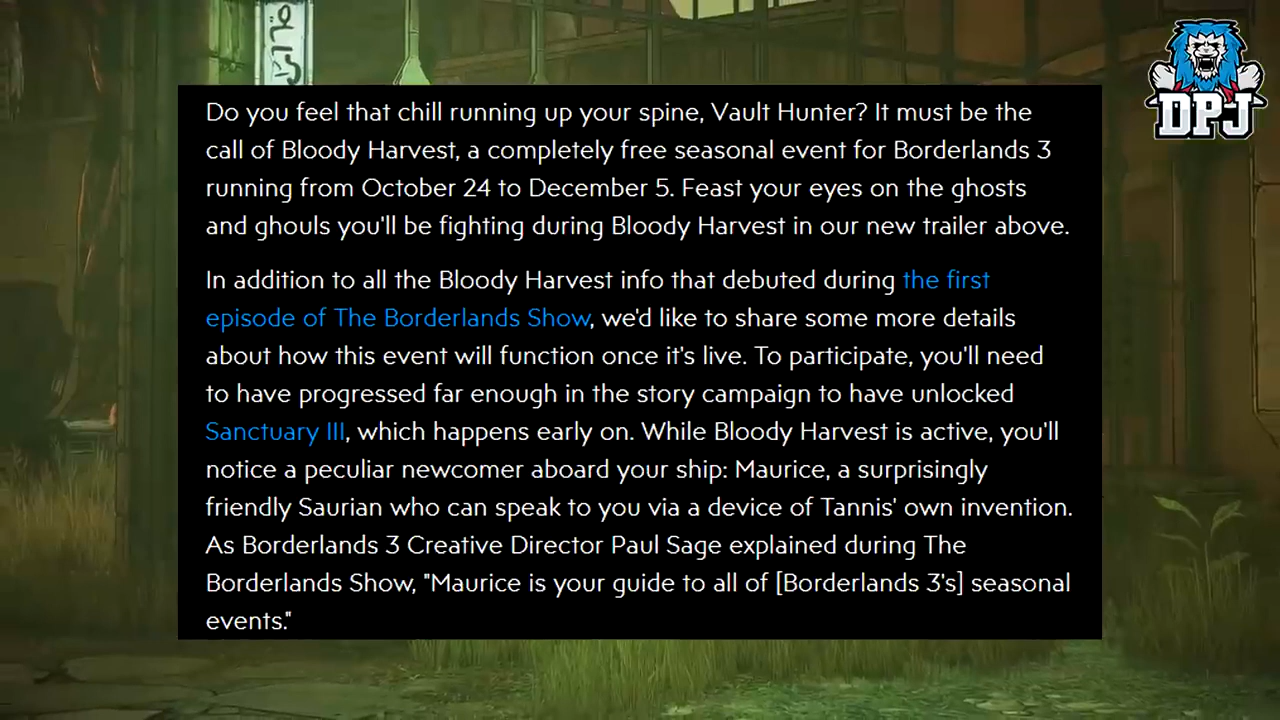 DPJ
Do you feel that chill running up your spine, Vault Hunter? It must be the
call of Bloody Harvest, a completely free seasonal event for Borderlands 3
running from October 24 to December 5. Feast your eyes on the ghosts
and ghouls you'll be fighting during Bloody Harvest in our new trailer above.
In addition to all the Bloody Harvest info that debuted during the first
episode of The Borderlands Show, we'd like to share some more details
about how this event will function once it's live. To participate, you'll need
to have progressed far enough in the story campaign to have unlocked
Sanctuary III, which happens early on. While Bloody Harvest is active, you'll
notice a peculiar newcomer aboard your ship: Maurice, a surprisingly
friendly Saurian who can speak to you via a device of Tannis' own invention.
As Borderlands 3 Creative Director Paul Sage explained during The
Borderlands Show, "Maurice is your guide to all of [Borderlands 3's] seasonal
events."